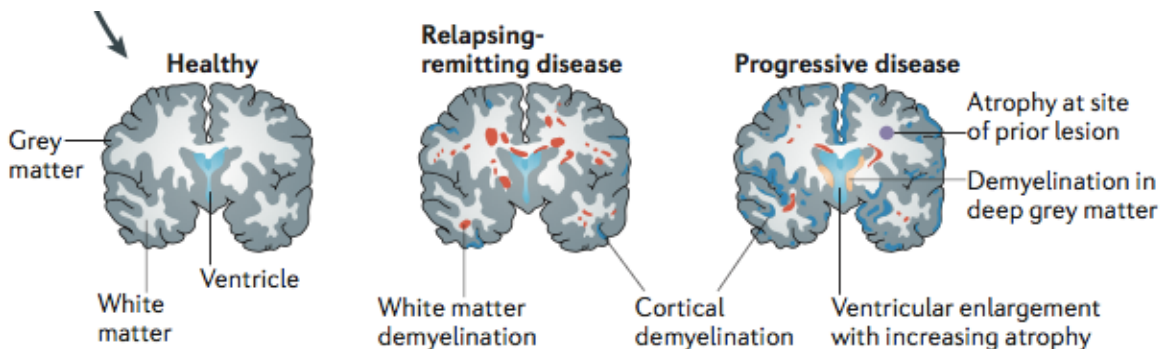 Healthy
Relapsing-
remitting disease
Progressive disease
Grey
matter
White
matter
Ventricle
White matter
demyelination
Cortical
demyelination
Atrophy at site
of prior lesion
Demyelination in
deep grey matter
Ventricular enlargement
with increasing atrophy